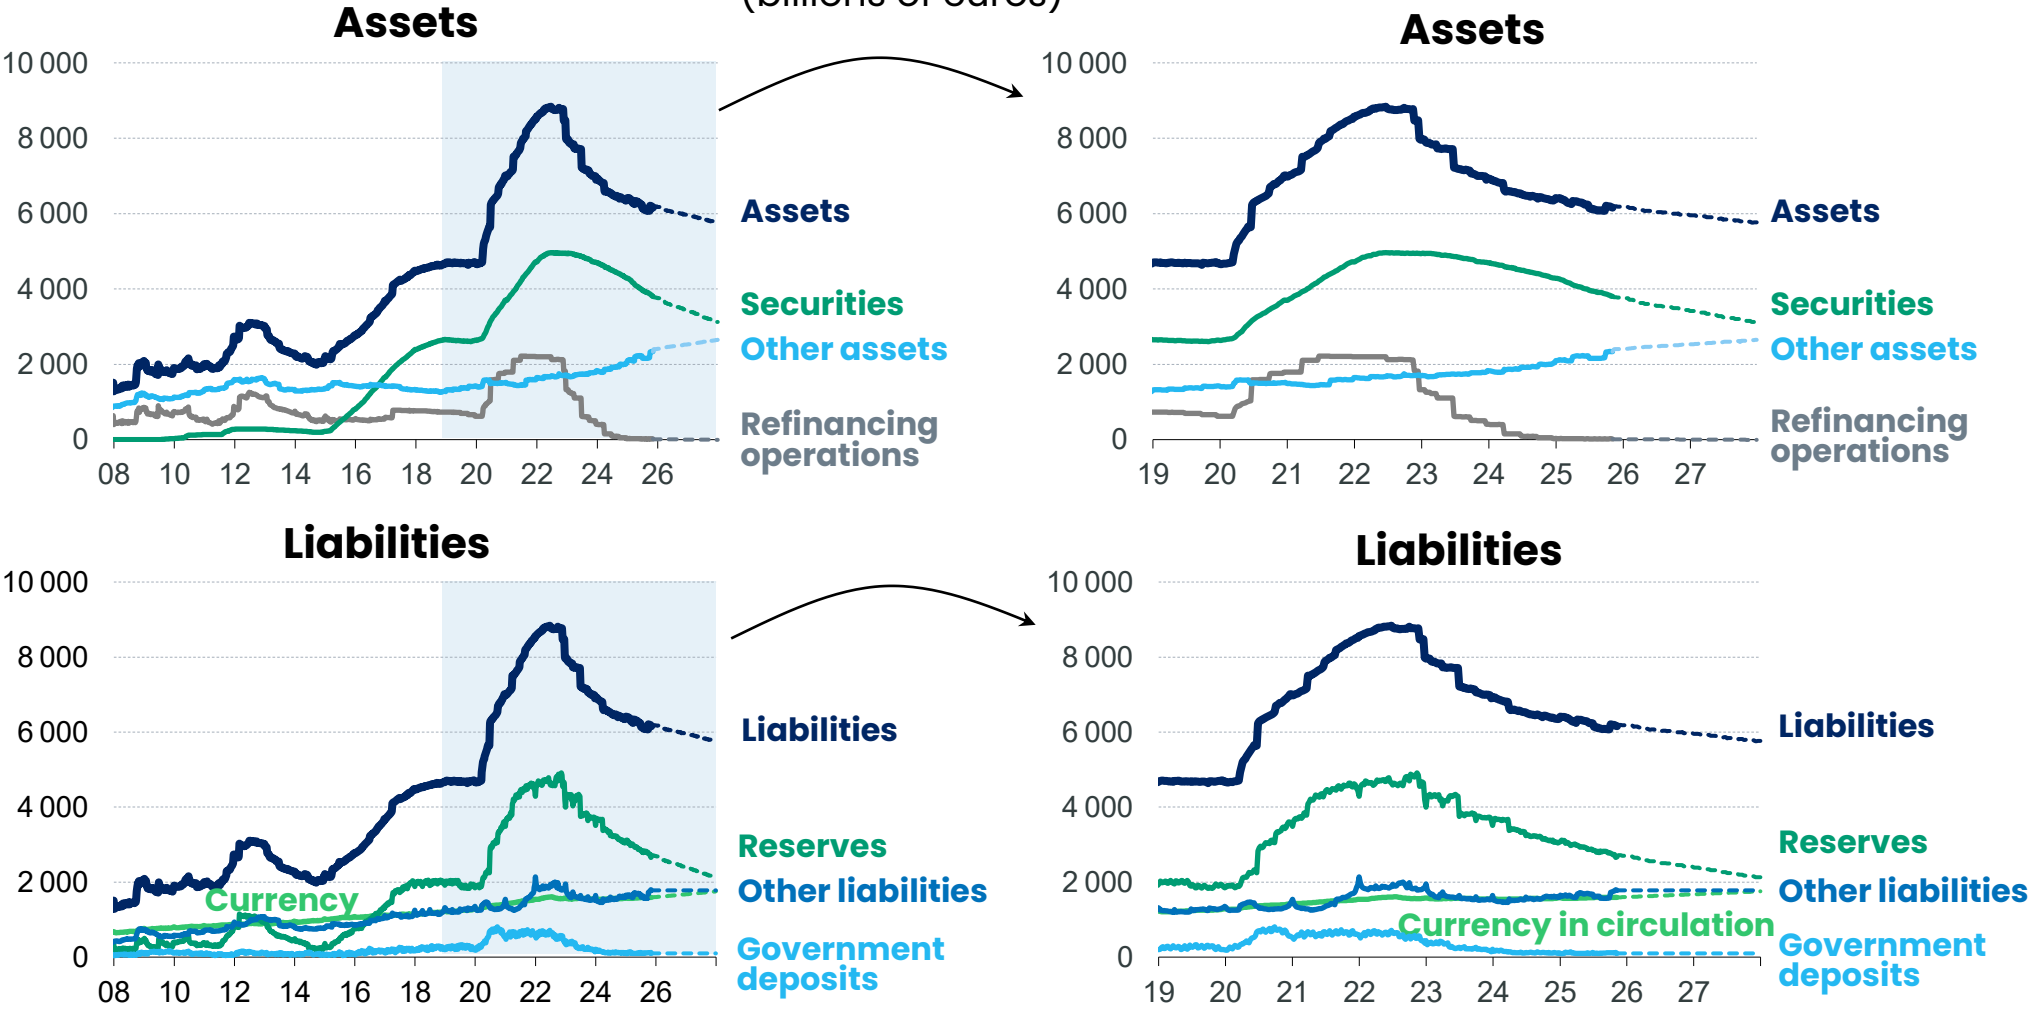 (billions of euros)
Assets
10 000
8 000
6 000
4 000
2 000
0
08 10 12 14 16 18 20 22 24 26
Assets
Securities
Other assets
Refinancing
operations
Assets
10 000
8 000
6 000
4 000
2 000
0
19 20 21 22 23 24 25 26 27
Assets
Securities
Other assets
Refinancing
operations
Liabilities
10 000
8 000
6 000
4 000
2 000
0
08 10 12 14 16 18 20 22 24 26
Currency
Liabilities
Reserves
Other liabilities
Government
deposits
Liabilities
10 000
8 000
6 000
4 000
2 000
0
19 20 21 22 23 24 25 26 27
Liabilities
Reserves
Other liabilities
Currency in circulation
Government
deposits